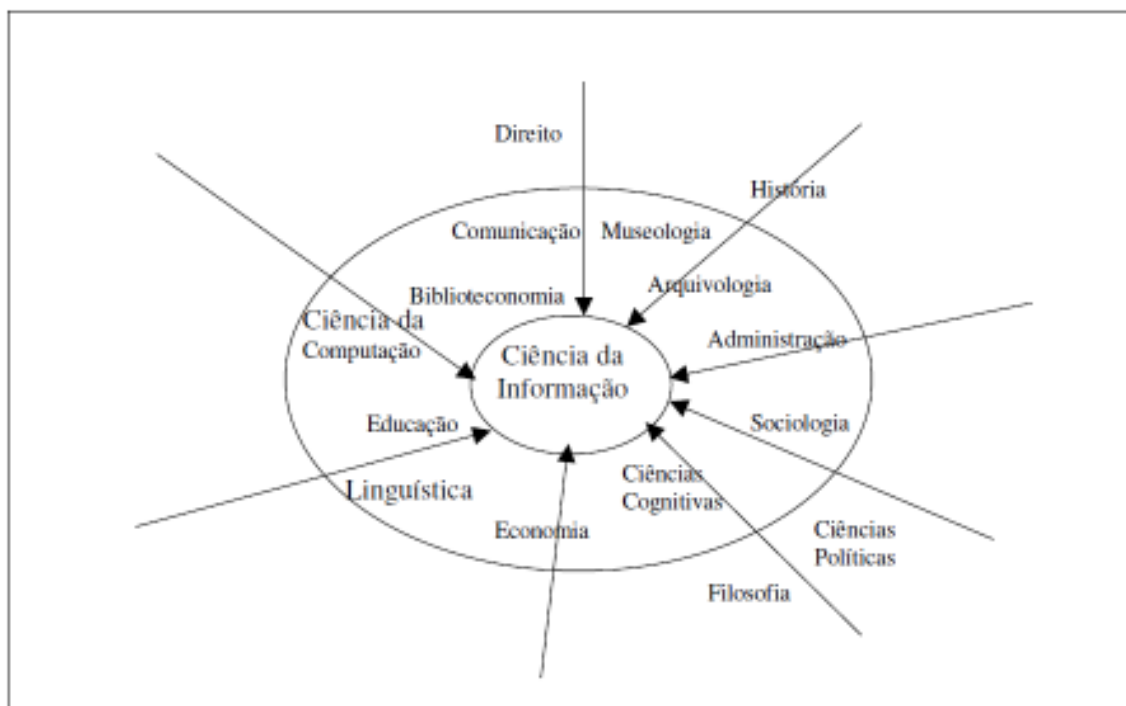 Direito
História
Comunicação
Museologia
Biblioteconomia
Arquivologia
Ciência da
Computação
Administração
Ciência da
Informação
Educação
Sociologia
Linguística
Ciências
Cognitivas
Economia
Ciências
Políticas
Filosofia